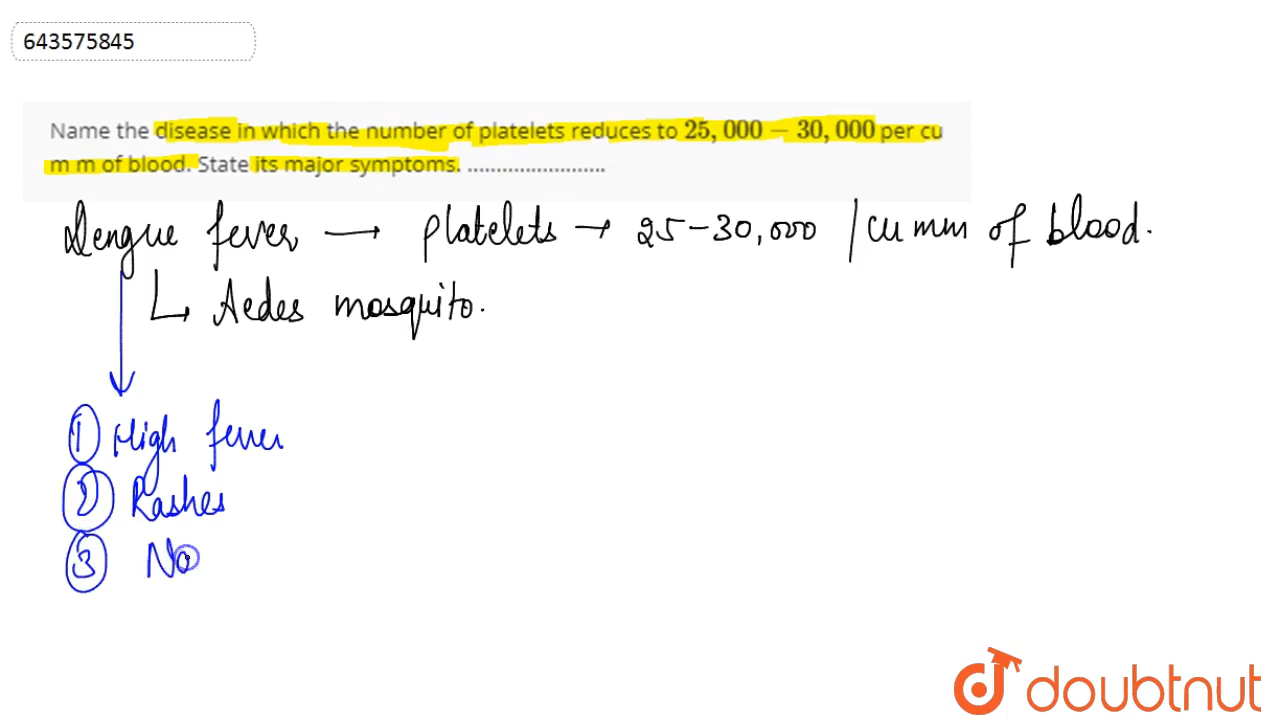 643575845
Name the disease in which the number of platelets reduces to 25,000 − 30,000 per cu
m m of blood. State its major symptoms. ........................
Dengue fever → platelets → 25-30,000 /cu mm of blood.
↳ Aedes mosquito.
① High fever
② Rashes
③ No
doubtnut